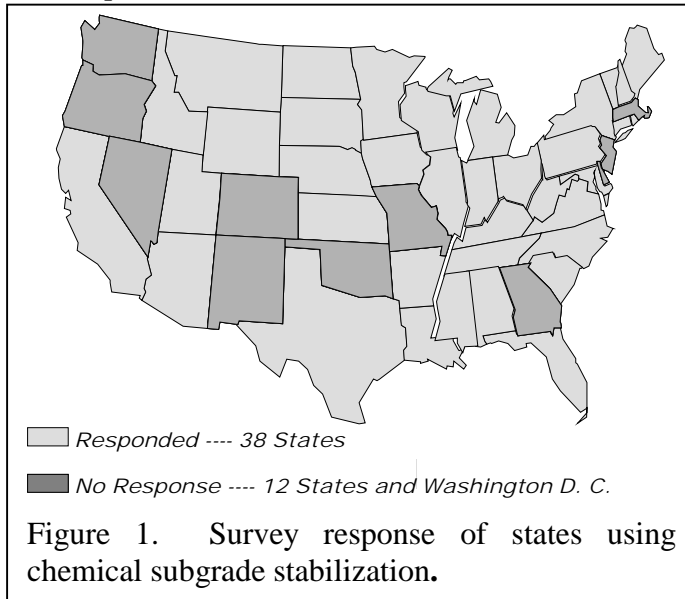 Responded ---- 38 States
No Response ---- 12 States and Washington D. C.
Figure 1. Survey response of states using
chemical subgrade stabilization.